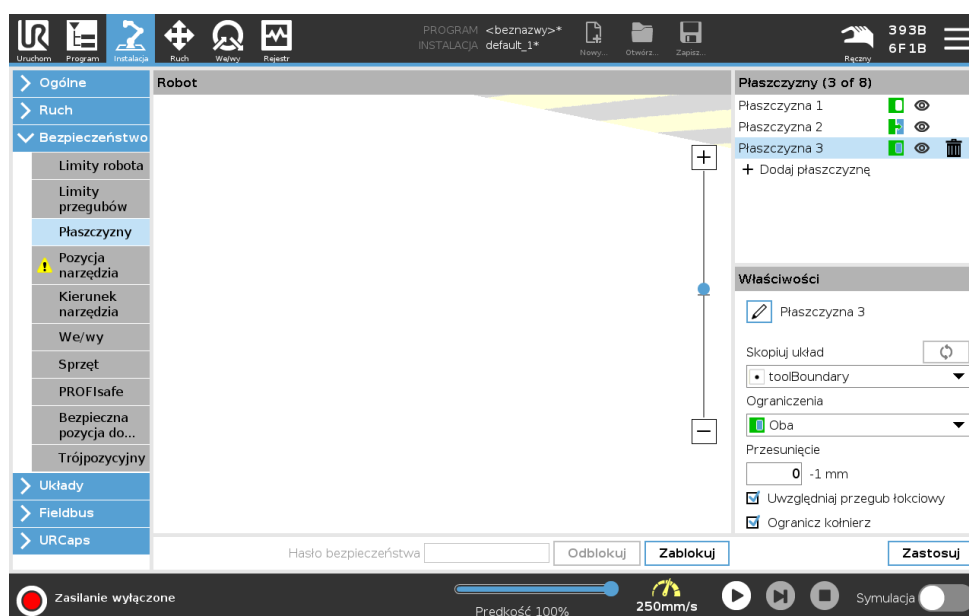 UR
PROGRAM <beznazwy>*
INSTALACJA default_1*
Uruchom Program Instalacja Ruch We/wy Rejestr Nowy... Otwórz... Zapisz... Ręczny
393B
6F1B
Ogólne
Ruch
Bezpieczeństwo
Limity robota
Limity
przegubów
Płaszczyzny
Pozycja
narzędzia
Kierunek
narzędzia
We/wy
Sprzęt
PROFIsafe
Bezpieczna
pozycja do...
Trójpozycyjny
Układy
Fieldbus
URCaps
Robot
+
−
Płaszczyzny (3 of 8)
Płaszczyzna 1
Płaszczyzna 2
Płaszczyzna 3
+ Dodaj płaszczyznę
Właściwości
Płaszczyzna 3
Skopiuj układ
toolBoundary
Ograniczenia
Oba
Przesunięcie
0 -1 mm
Uwzględniaj przegub łokciowy
Ogranicz kołnierz
Hasło bezpieczeństwa Odblokuj Zablokuj Zastosuj
Zasilanie wyłączone
Predkość 100%
250mm/s
Symulacja